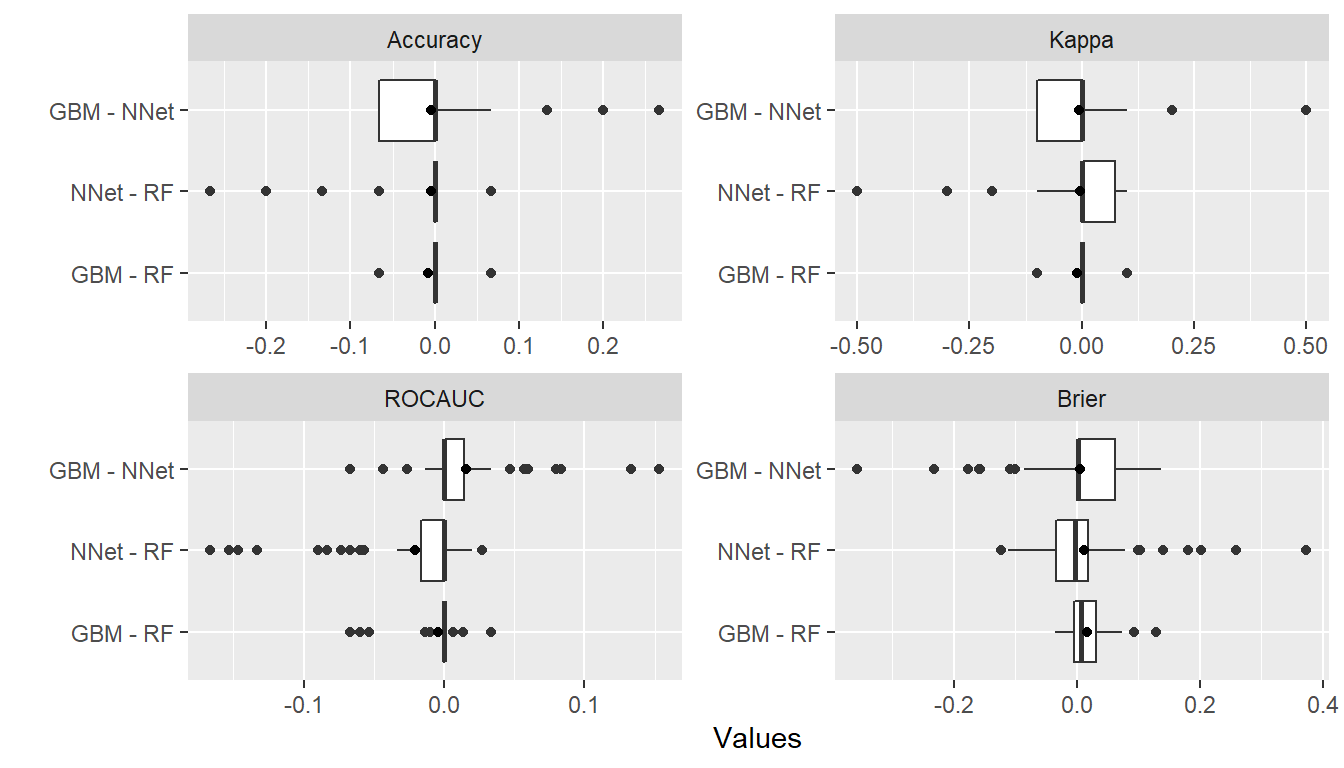 Accuracy
GBM - NNet
NNet - RF
GBM - RF
-0.2 -0.1 0.0 0.1 0.2
Kappa
GBM - NNet
NNet - RF
GBM - RF
-0.50 -0.25 0.00 0.25 0.50
ROCAUC
GBM - NNet
NNet - RF
GBM - RF
-0.1 0.0 0.1
Brier
GBM - NNet
NNet - RF
GBM - RF
-0.2 0.0 0.2 0.4
Values